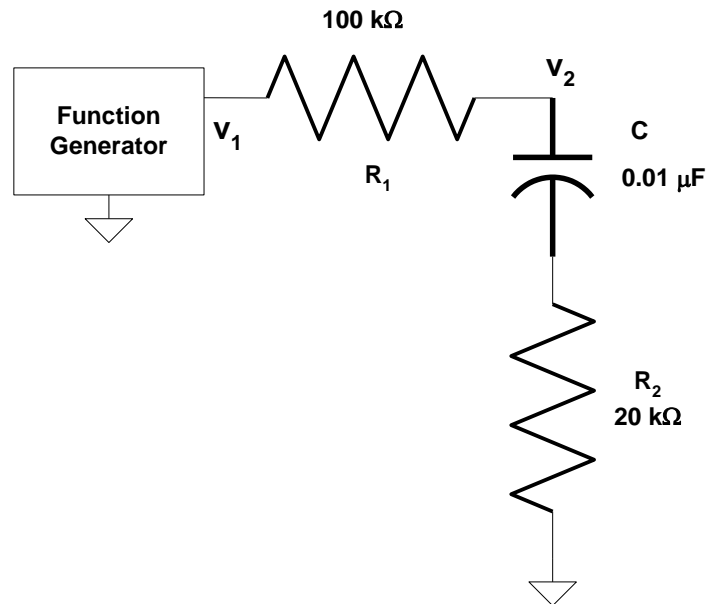 100 kΩ
Function
Generator
v₁
R₁
v₂
C
0.01 μF
R₂
20 kΩ